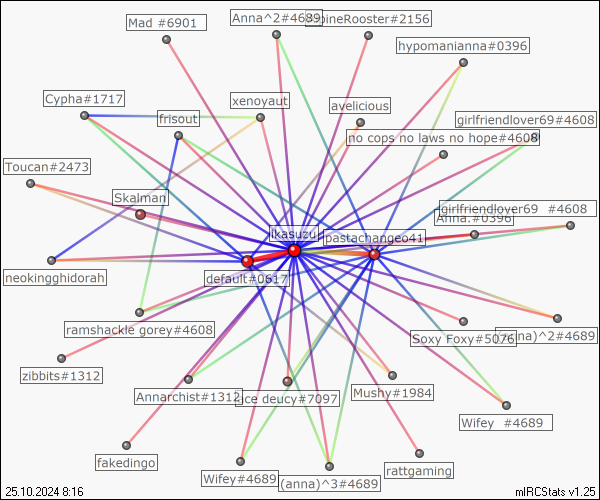 Mad #6901
Anna^2#4689
pineRooster#2156
hypomanianna#0396
Cypha#1717
xenoyaut
avelicious
frisout
girlfriendlover69#4608
no cops no laws no hope#4608
Toucan#2473
Skalman
girlfriendlover69 #4608
Anna.#0396
ikasuzu
pastachangeo41
neokingghidorah
default#0617
ramshackle gorey#4608
Soxy Foxy#5076
nna)^2#4689
zibbits#1312
Annarchist#1312
ice deucy#7097
Mushy#1984
Wifey #4689
fakedingo
Wifey#4689
(anna)^3#4689
rattgaming
25.10.2024 8:16
mIRCStats v1.25